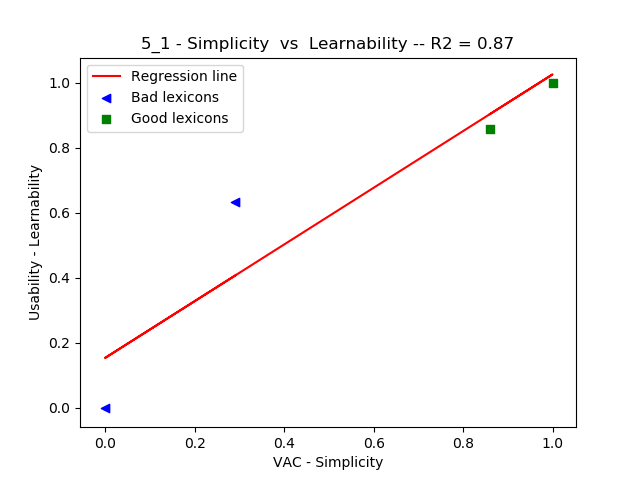 5_1 - Simplicity  vs  Learnability -- R2 = 0.87
Regression line
Bad lexicons
Good lexicons
1.0
0.8
0.6
0.4
0.2
0.0
Usability - Learnability
0.0 0.2 0.4 0.6 0.8 1.0
VAC - Simplicity